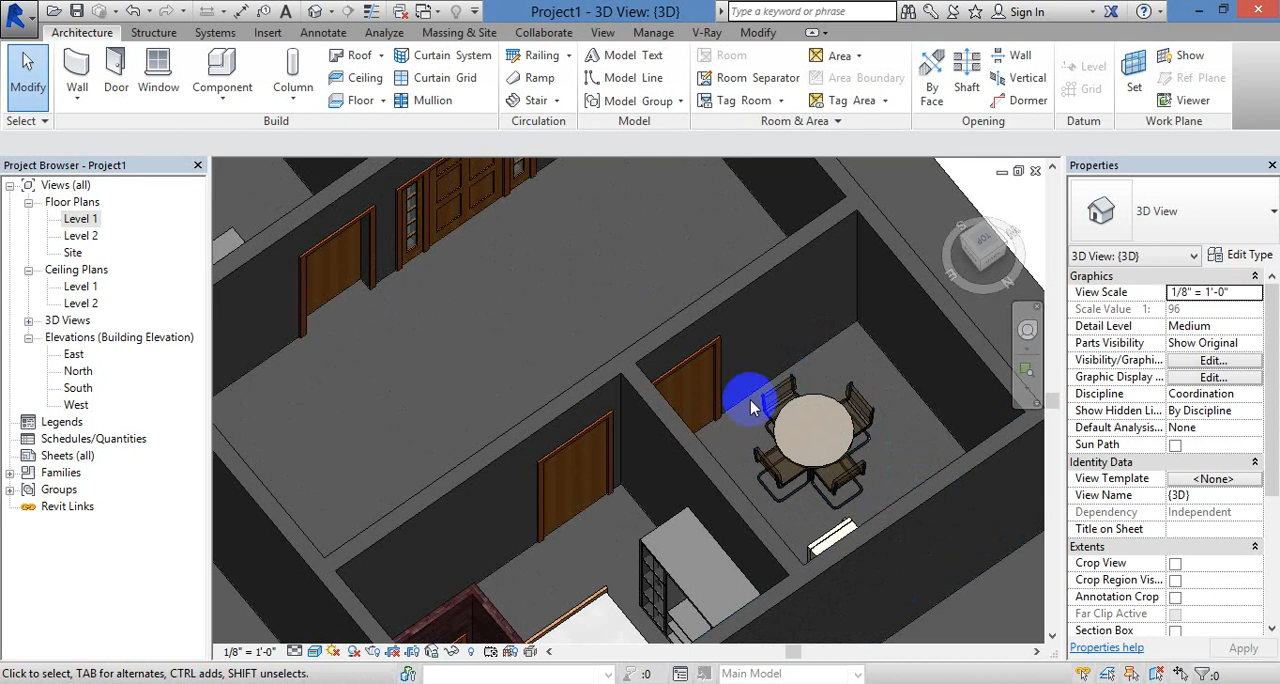 Project1 - 3D View: {3D}
Type a keyword or phrase
Sign In
Architecture Structure Systems Insert Annotate Analyze Massing & Site Collaborate View Manage V-Ray Modify
Modify
Wall
Door
Window
Component
Column
Roof
Ceiling
Floor
Curtain System
Curtain Grid
Mullion
Railing
Ramp
Stair
Model Text
Model Line
Model Group
Room
Room Separator
Tag Room
Area
Area Boundary
Tag Area
By Face
Shaft
Wall
Vertical
Dormer
Level
Grid
Set
Show
Ref Plane
Viewer
Select Build Circulation Model Room & Area Opening Datum Work Plane
Project Browser - Project1
Views (all)
Floor Plans
Level 1
Level 2
Site
Ceiling Plans
Level 1
Level 2
3D Views
Elevations (Building Elevation)
East
North
South
West
Legends
Schedules/Quantities
Sheets (all)
Families
Groups
Revit Links
TOP
Properties
3D View
3D View: {3D} Edit Type
Graphics
View Scale 1/8" = 1'-0"
Scale Value 1: 96
Detail Level Medium
Parts Visibility Show Original
Visibility/Graphi... Edit...
Graphic Display ... Edit...
Discipline Coordination
Show Hidden Li... By Discipline
Default Analysis... None
Sun Path
Identity Data
View Template <None>
View Name {3D}
Dependency Independent
Title on Sheet
Extents
Crop View
Crop Region Vis...
Annotation Crop
Far Clip Active
Section Box
Properties help Apply
1/8" = 1'-0"
Click to select, TAB for alternates, CTRL adds, SHIFT unselects.
:0
Main Model
:0